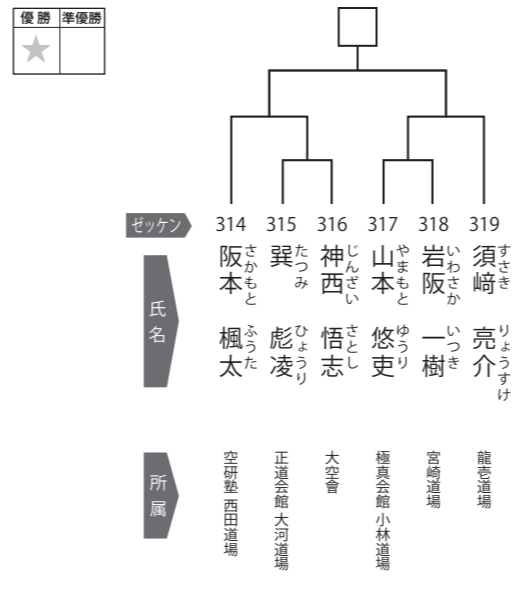 優勝 準優勝
★
ゼッケン 314 315 316 317 318 319
氏名
阪本 楓太
さかもと ふうた
巽 彪凌
たつみ ひょうり
神西 悟志
じんざい さとし
山本 悠吏
やまもと ゆうり
岩阪 一樹
いわさか いつき
須﨑 亮介
すさき りょうすけ
所属
空研塾 西田道場
正道会館 大河道場
大空會
極真会館 小林道場
宮崎道場
龍壱道場